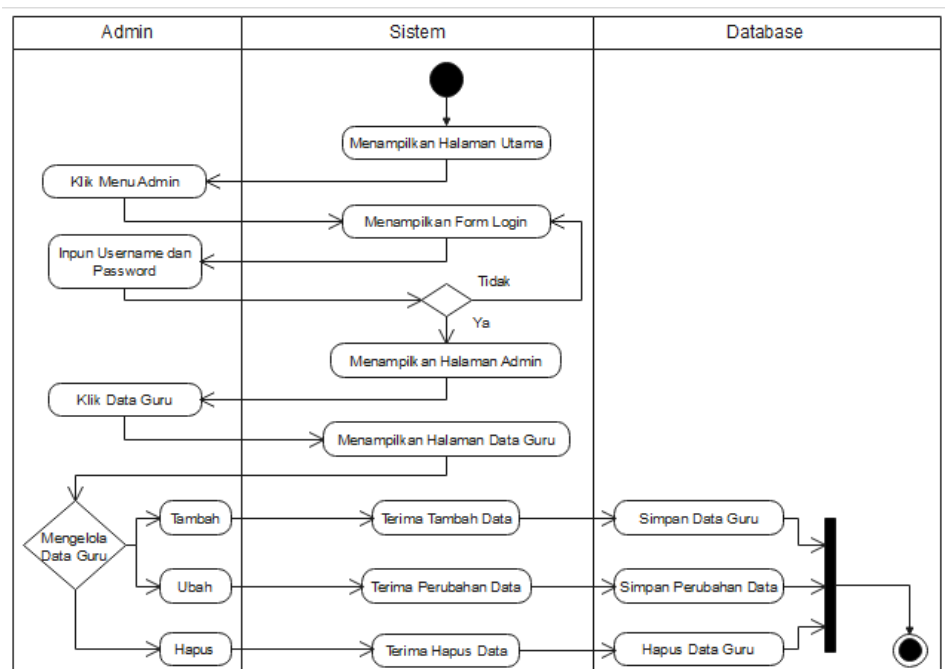 Admin
Sistem
Database
Menampilkan Halaman Utama
Klik Menu Admin
Menampilkan Form Login
Inpun Username dan
Password
Tidak
Ya
Menampilkan Halaman Admin
Klik Data Guru
Menampilkan Halaman Data Guru
Mengelola
Data Guru
Tambah
Terima Tambah Data
Simpan Data Guru
Ubah
Terima Perubahan Data
Simpan Perubahan Data
Hapus
Terima Hapus Data
Hapus Data Guru